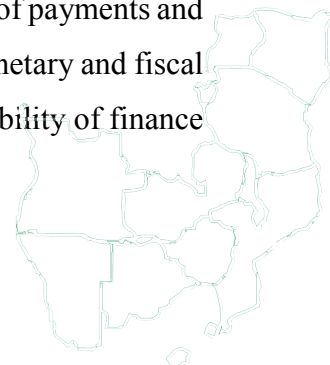 of payments and
netary and fiscal
bility of finance